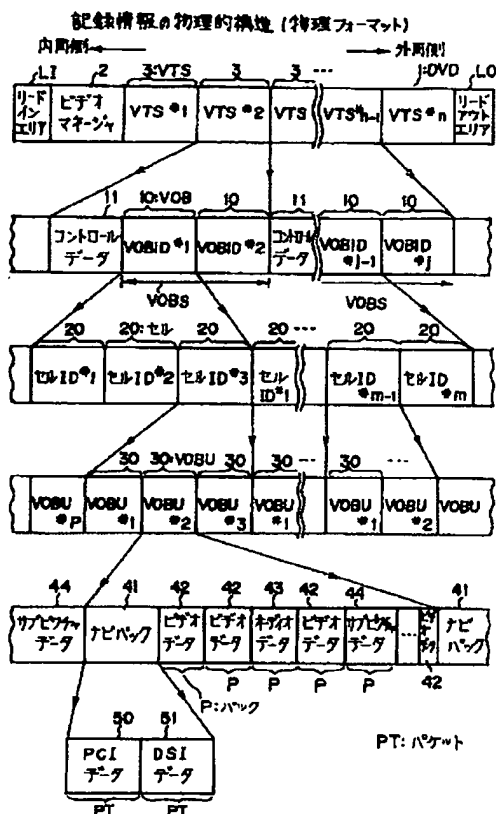 記録情報の物理的構造 (物理フォーマット)
内周側 外周側
LI 2 3:VTS 3 3 … 1:DVD LO
リードインエリア ビデオマネージャ VTS#1 VTS#2 VTS VTS#n-1 VTS#n リードアウトエリア
11 10:VOB 10 11 10 10
コントロールデータ VOBID#1 VOBID#2 コントロールデータ VOBID#j-1 VOBID#j
VOBS VOBS
20 20:セル 20 20 … 20 20
セルID#1 セルID#2 セルID#3 セルID#1 セルID#m-1 セルID#m
30 30:VOBU 30 30 … 30 …
VOBU#P VOBU#1 VOBU#2 VOBU#3 VOBU#1 VOBU#1 VOBU#2 VOBU
44 41 42 42 43 42 44 41
サブピクチャデータ ナビパック ビデオデータ ビデオデータ オーディオデータ ビデオデータ サブピクチャデータ … ビデオデータ ナビパック
42
P P P P P
P:パック
50 51
PCIデータ DSIデータ
PT PT
PT:パケット